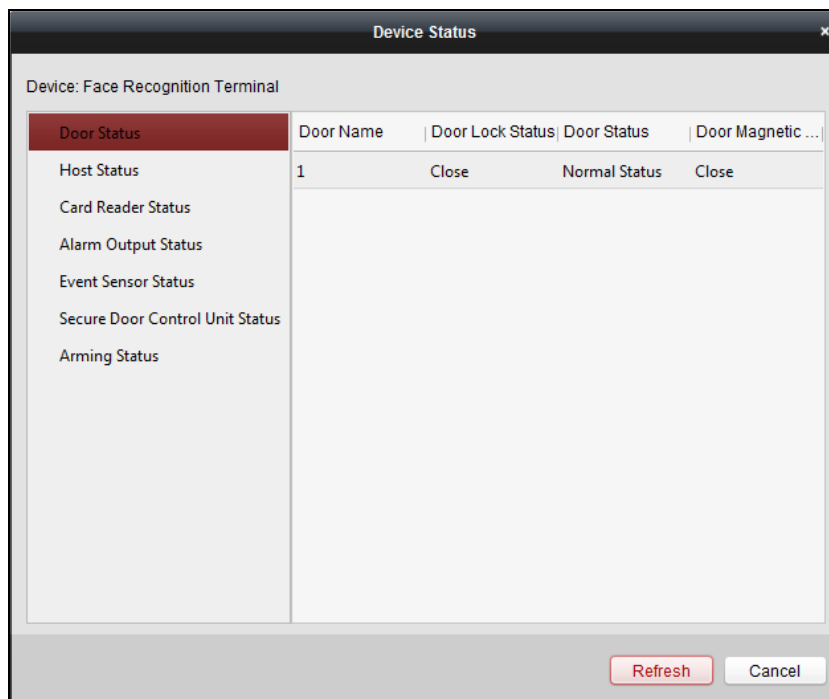 Device Status ×
Device: Face Recognition Terminal
Door Status
Host Status
Card Reader Status
Alarm Output Status
Event Sensor Status
Secure Door Control Unit Status
Arming Status
Door Name Door Lock Status Door Status Door Magnetic ...
1 Close Normal Status Close
Refresh Cancel